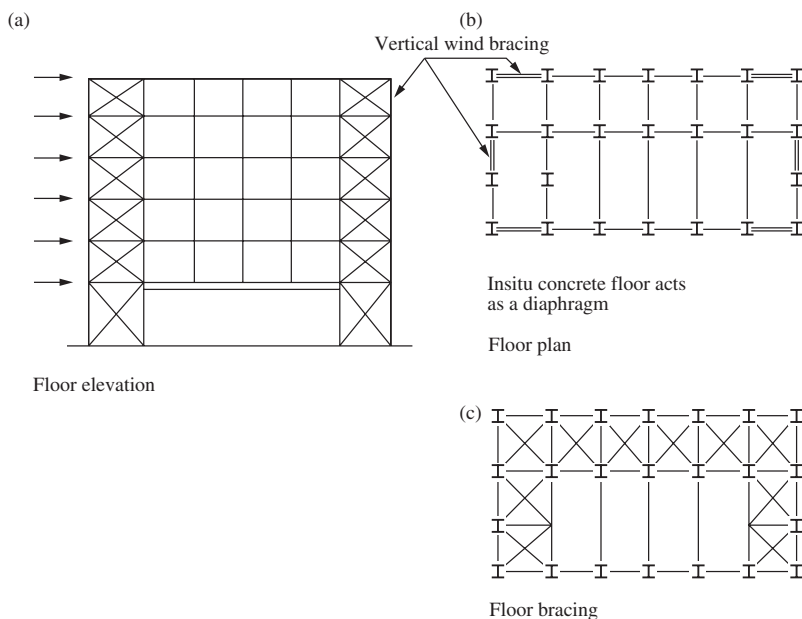 (a)
Vertical wind bracing
Floor elevation
(b)
Insitu concrete floor acts
as a diaphragm
Floor plan
(c)
Floor bracing